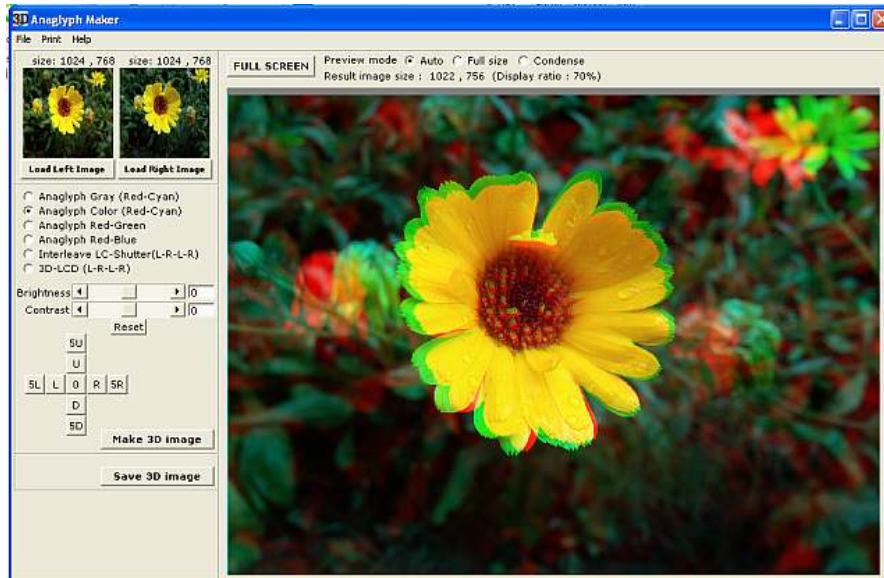 3D Anaglyph Maker
File Print Help
size: 1024 , 768 size: 1024 , 768
Load Left Image Load Right Image
FULL SCREEN
Preview mode Auto Full size Condense
Result image size : 1022 , 756 (Display ratio : 70%)
Anaglyph Gray (Red-Cyan)
Anaglyph Color (Red-Cyan)
Anaglyph Red-Green
Anaglyph Red-Blue
Interleave LC-Shutter(L-R-L-R)
3D-LCD (L-R-L-R)
Brightness 0
Contrast 0
Reset
5U
U
5L L 0 R 5R
D
5D
Make 3D image
Save 3D image